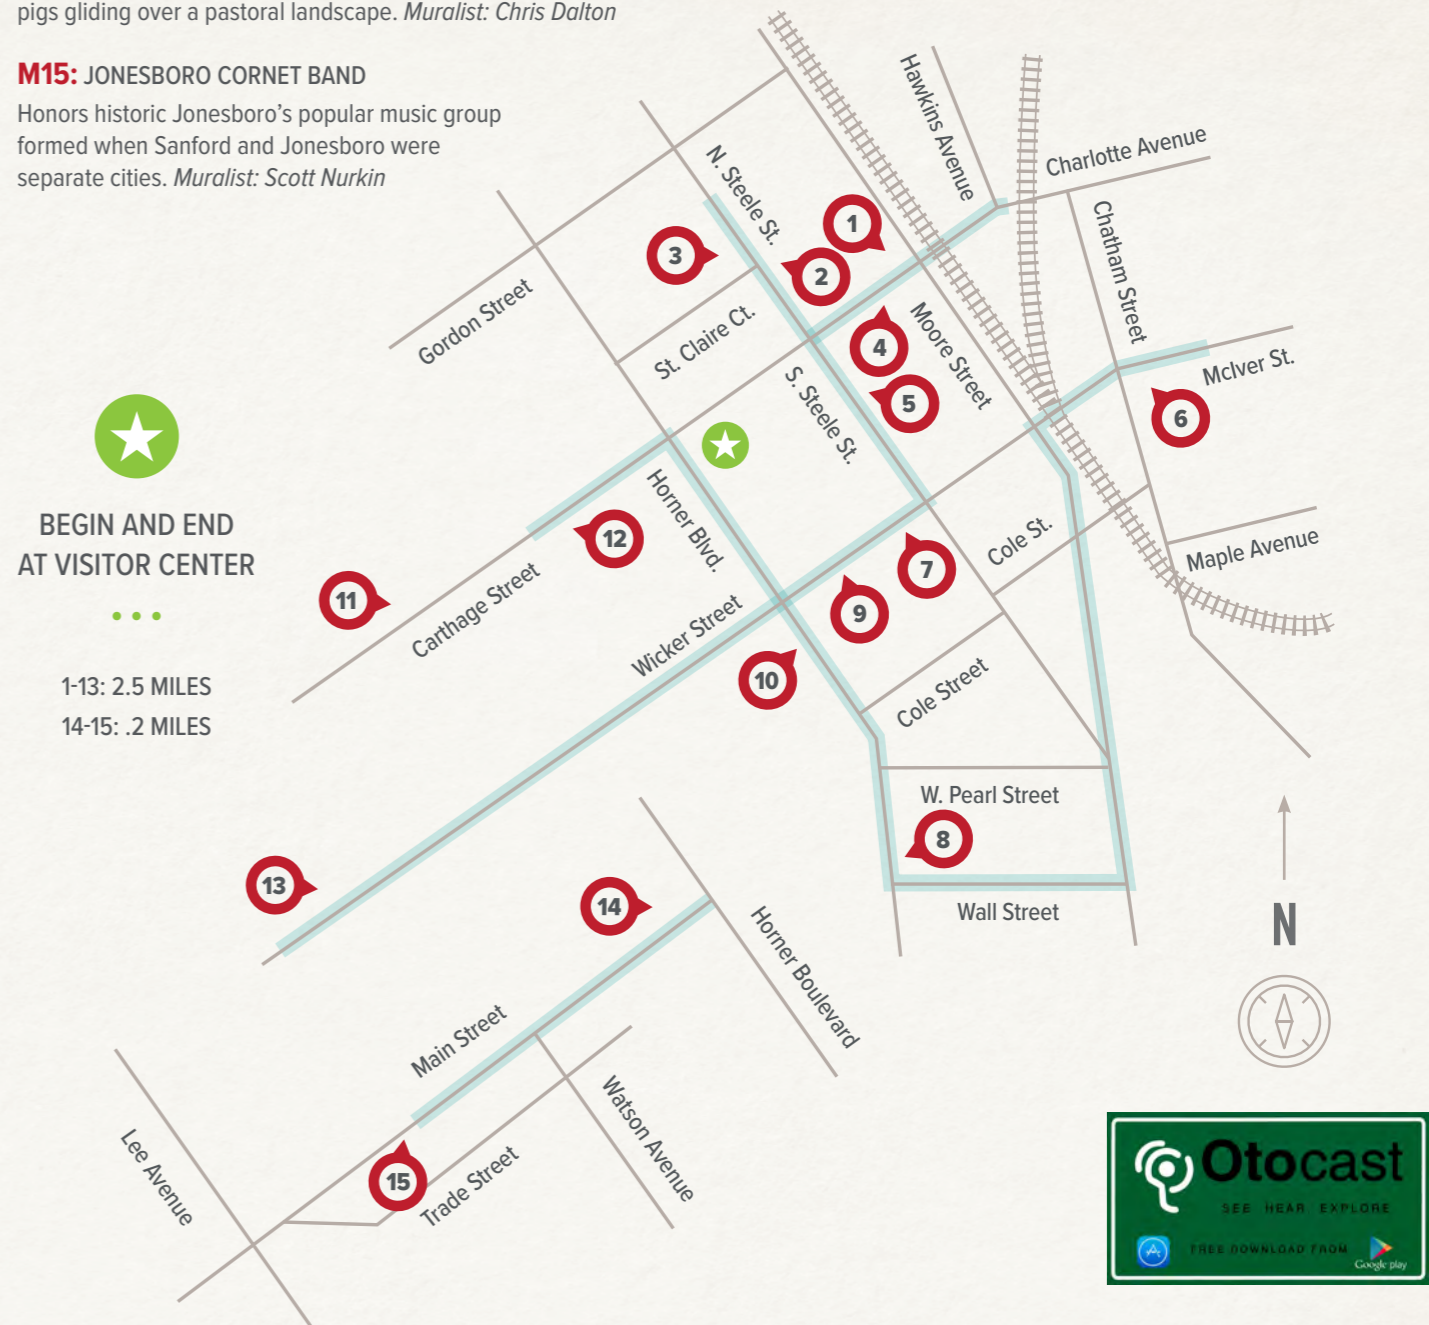 pigs gliding over a pastoral landscape. Muralist: Chris Dalton
M15: JONESBORO CORNET BAND
Honors historic Jonesboro’s popular music group
formed when Sanford and Jonesboro were
separate cities. Muralist: Scott Nurkin
Hawkins Avenue
Charlotte Avenue
N. Steele St.
1
3
2
Chatham Street
Gordon Street
St. Claire Ct.
Moore Street
4
McIver St.
S. Steele St.
5
6
BEGIN AND END
AT VISITOR CENTER
1-13: 2.5 MILES
14-15: .2 MILES
Horner Blvd.
12
Cole St.
Maple Avenue
7
11
Carthage Street
Wicker Street
9
10
Cole Street
W. Pearl Street
8
13
14
Wall Street
Horner Boulevard
N
Main Street
Watson Avenue
Lee Avenue
15
Trade Street
Otocast
SEE HEAR EXPLORE
FREE DOWNLOAD FROM
Google play